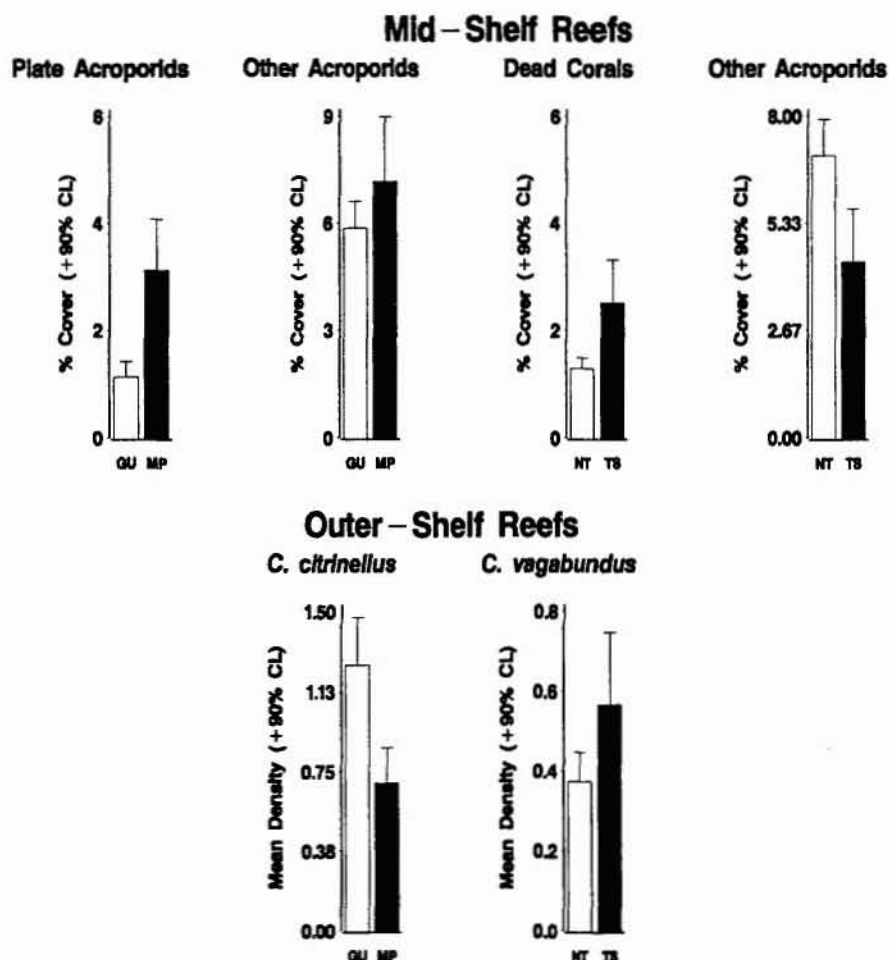 Mid-Shelf Reefs
Plate Acroporids Other Acroporids Dead Corals Other Acroporids
% Cover (+90% CL)
6
4
2
0
GU MP
% Cover (+90% CL)
9
6
3
0
GU MP
% Cover (+90% CL)
6
4
2
0
NT TS
% Cover (+90% CL)
8.00
5.33
2.67
0.00
NT TS
Outer-Shelf Reefs
C. citrinellus C. vagabundus
Mean Density (+90% CL)
1.50
1.13
0.75
0.38
0.00
GU MP
Mean Density (+90% CL)
0.8
0.6
0.4
0.2
0.0
NT TS